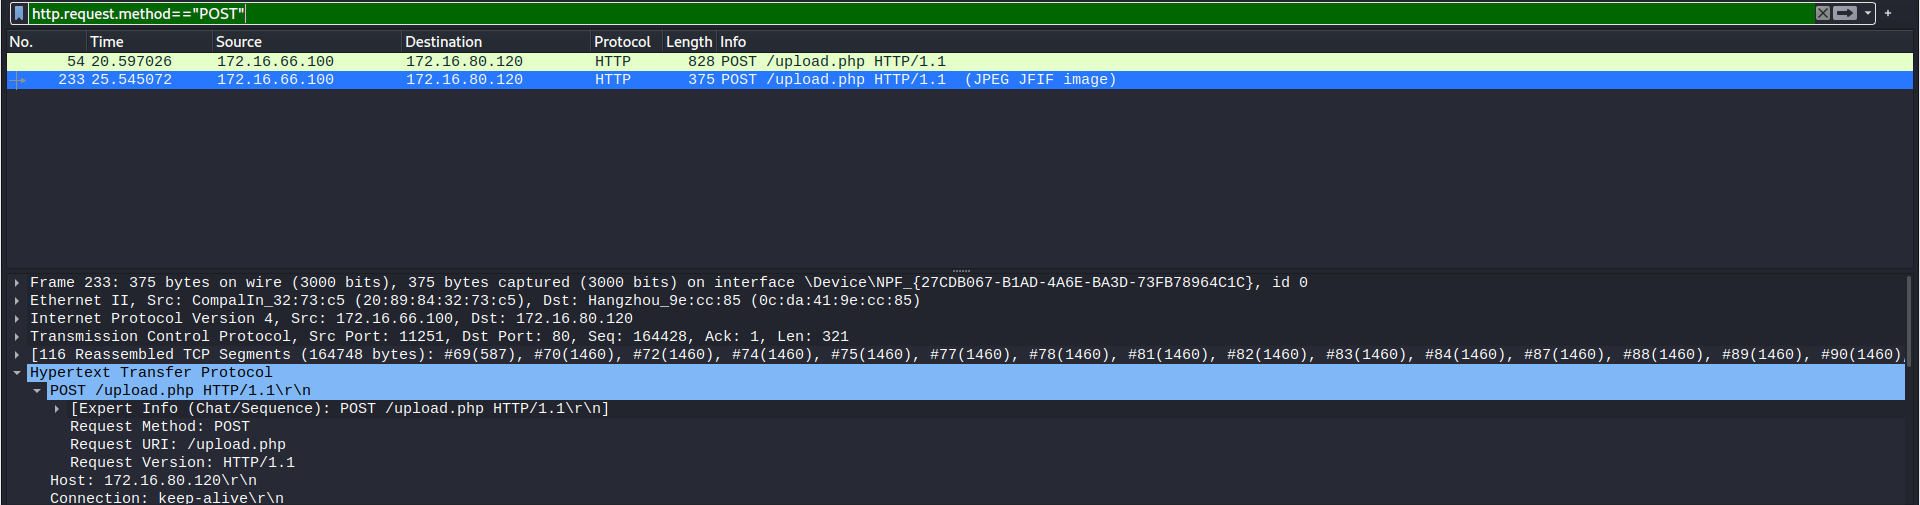 http.request.method=="POST"
No. Time Source Destination Protocol Length Info
54 20.597026 172.16.66.100 172.16.80.120 HTTP 828 POST /upload.php HTTP/1.1
233 25.545072 172.16.66.100 172.16.80.120 HTTP 375 POST /upload.php HTTP/1.1  (JPEG JFIF image)
Frame 233: 375 bytes on wire (3000 bits), 375 bytes captured (3000 bits) on interface \Device\NPF_{27CDB067-B1AD-4A6E-BA3D-73FB78964C1C}, id 0
Ethernet II, Src: CompalIn_32:73:c5 (20:89:84:32:73:c5), Dst: Hangzhou_9e:cc:85 (0c:da:41:9e:cc:85)
Internet Protocol Version 4, Src: 172.16.66.100, Dst: 172.16.80.120
Transmission Control Protocol, Src Port: 11251, Dst Port: 80, Seq: 164428, Ack: 1, Len: 321
[116 Reassembled TCP Segments (164748 bytes): #69(587), #70(1460), #72(1460), #74(1460), #75(1460), #77(1460), #78(1460), #81(1460), #82(1460), #83(1460), #84(1460), #87(1460), #88(1460), #89(1460), #90(1460),
Hypertext Transfer Protocol
POST /upload.php HTTP/1.1\r\n
[Expert Info (Chat/Sequence): POST /upload.php HTTP/1.1\r\n]
Request Method: POST
Request URI: /upload.php
Request Version: HTTP/1.1
Host: 172.16.80.120\r\n
Connection: keep-alive\r\n